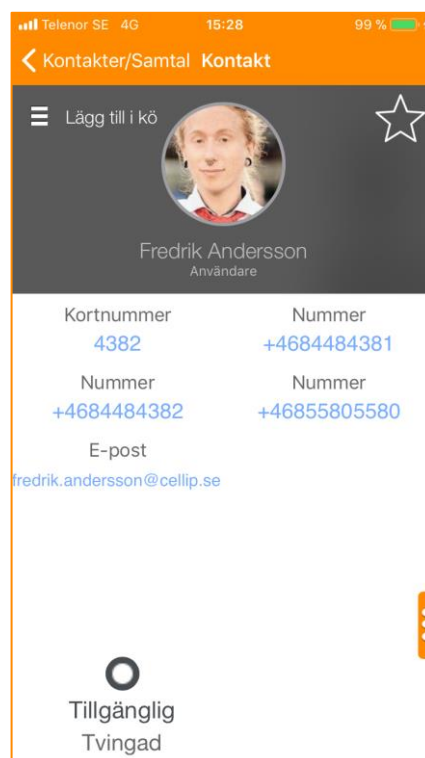 Telenor SE 4G 15:28 99 %
Kontakter/Samtal Kontakt
Lägg till i kö
Fredrik Andersson
Användare
Kortnummer Nummer
4382 +4684484381
Nummer Nummer
+4684484382 +46855805580
E-post
fredrik.andersson@cellip.se
Tillgänglig
Tvingad